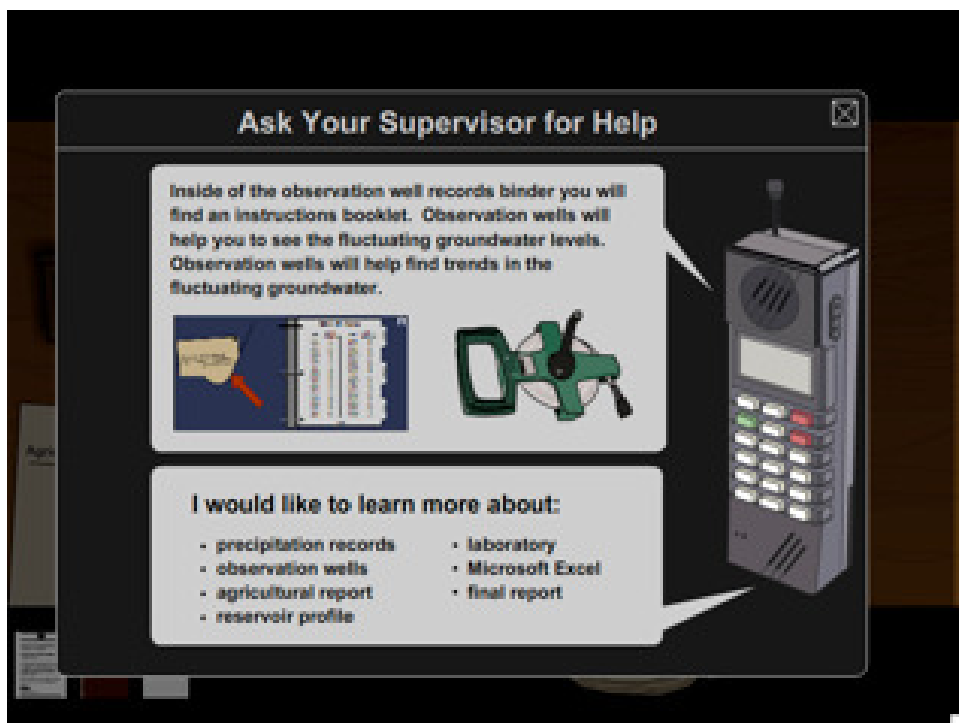 Ask Your Supervisor for Help
Inside of the observation well records binder you will
find an instructions booklet. Observation wells will
help you to see the fluctuating groundwater levels.
Observation wells will help find trends in the
fluctuating groundwater.
I would like to learn more about:
• precipitation records
• observation wells
• agricultural report
• reservoir profile
• laboratory
• Microsoft Excel
• final report